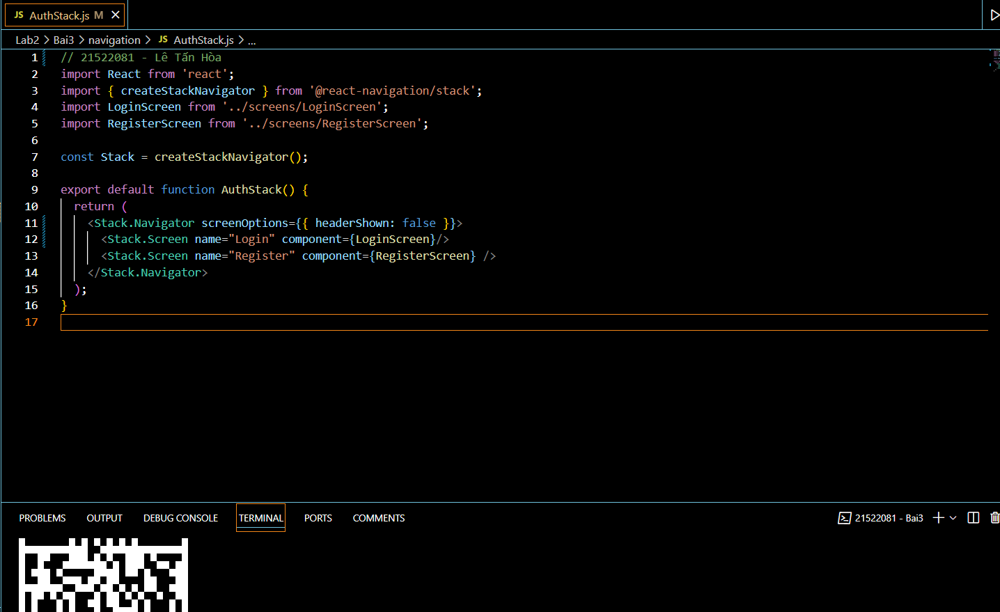 JS AuthStack.js M
Lab2 > Bai3 > navigation > JS AuthStack.js > ...
1 // 21522081 - Lê Tấn Hòa
2 import React from 'react';
3 import { createStackNavigator } from '@react-navigation/stack';
4 import LoginScreen from '../screens/LoginScreen';
5 import RegisterScreen from '../screens/RegisterScreen';
6
7 const Stack = createStackNavigator();
8
9 export default function AuthStack() {
10   return (
11     <Stack.Navigator screenOptions={{ headerShown: false }}>
12       <Stack.Screen name="Login" component={LoginScreen}/>
13       <Stack.Screen name="Register" component={RegisterScreen} />
14     </Stack.Navigator>
15   );
16 }
17
PROBLEMS OUTPUT DEBUG CONSOLE TERMINAL PORTS COMMENTS 21522081 - Bai3